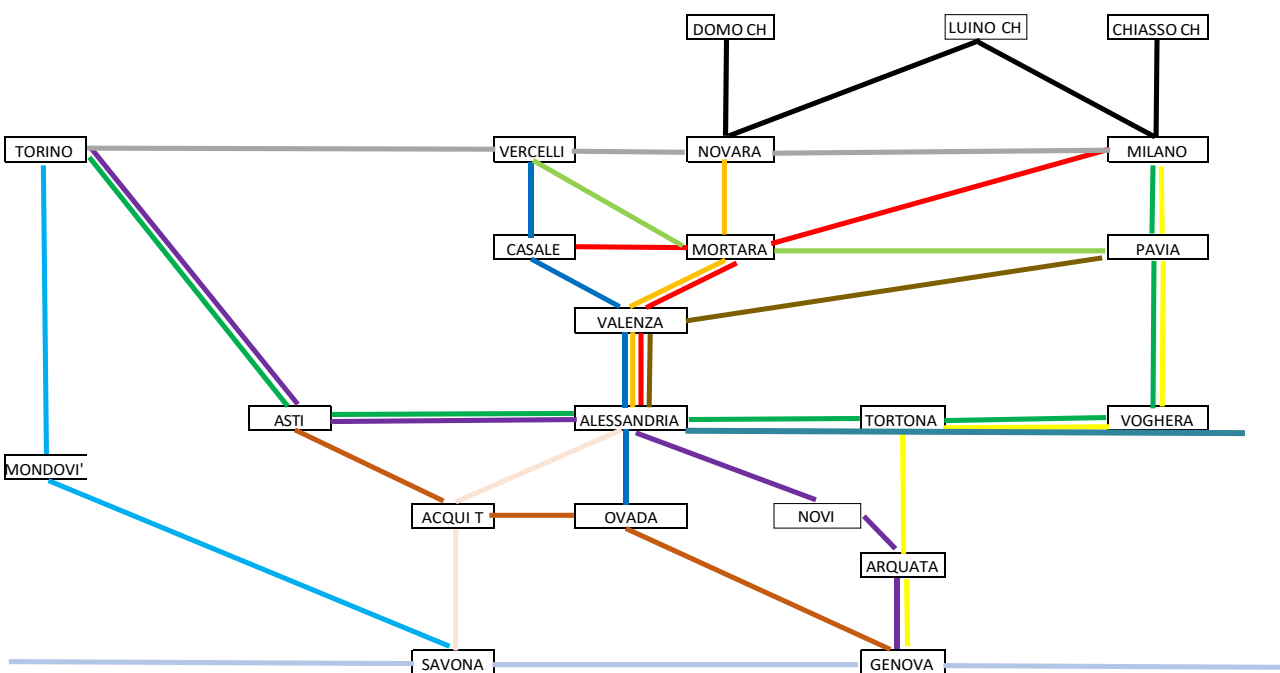 DOMO CH
LUINO CH
CHIASSO CH
TORINO
VERCELLI
NOVARA
MILANO
CASALE
MORTARA
PAVIA
VALENZA
ASTI
ALESSANDRIA
TORTONA
VOGHERA
MONDOVI'
ACQUI T
OVADA
NOVI
ARQUATA
SAVONA
GENOVA